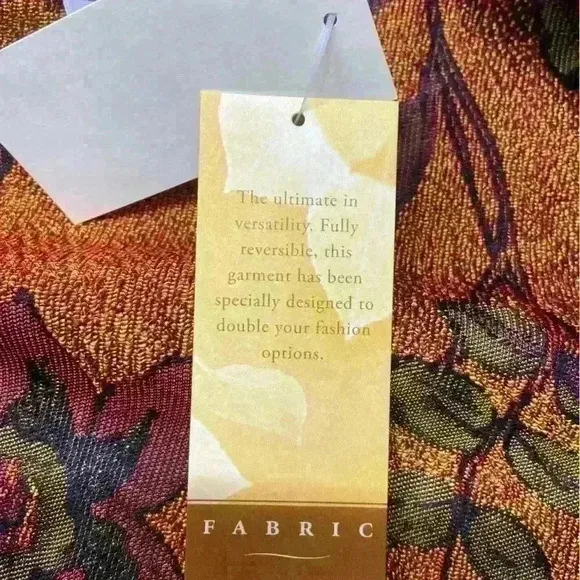 The ultimate in
versatility. Fully
reversible, this
garment has been
specially designed to
double your fashion
options.
FABRIC